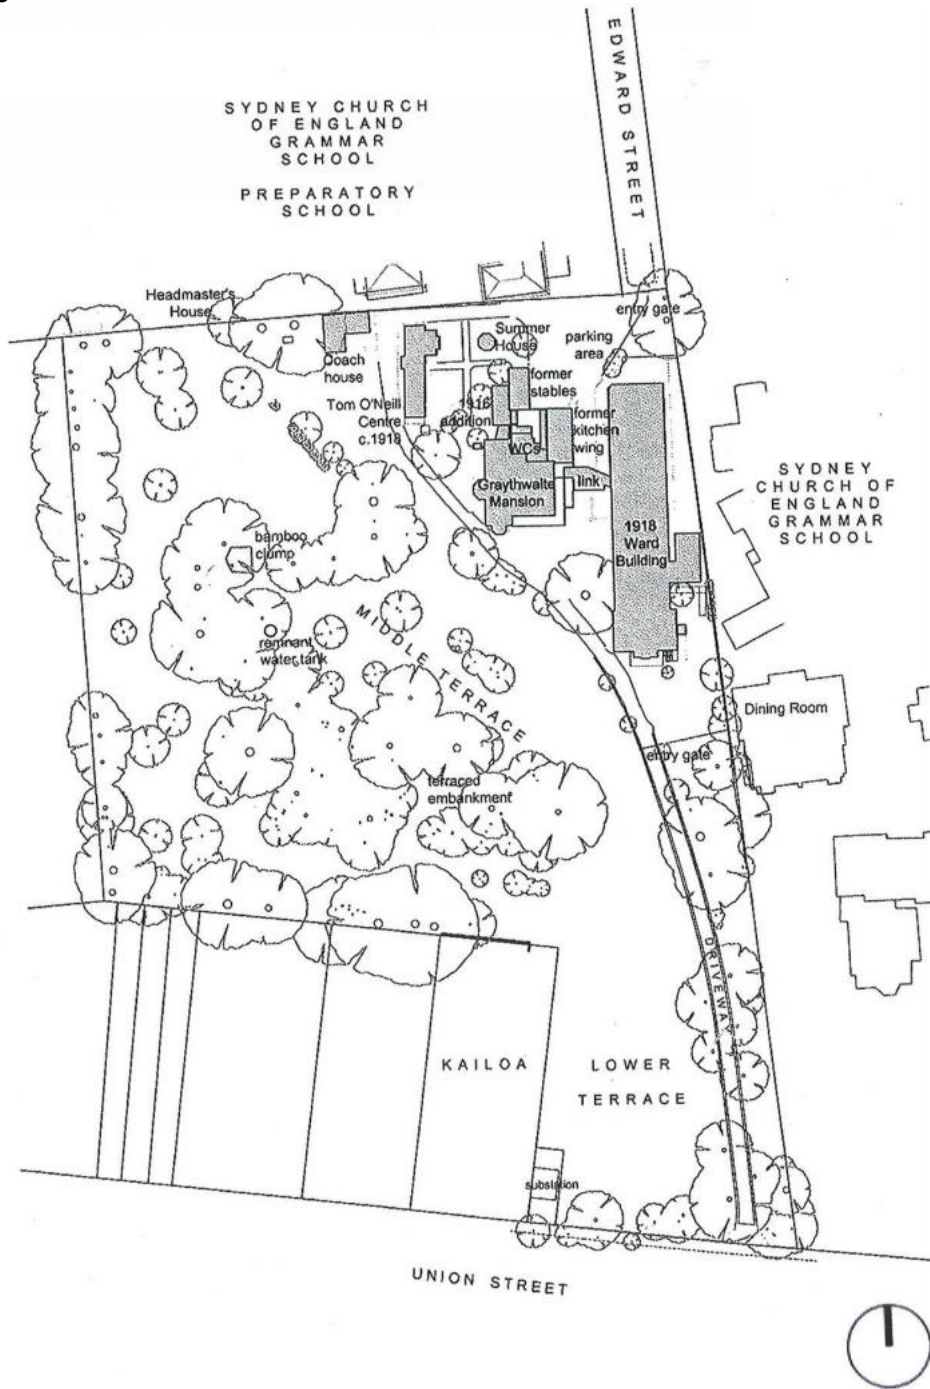 EDWARD STREET
SYDNEY CHURCH
OF ENGLAND
GRAMMAR
SCHOOL
PREPARATORY
SCHOOL
Headmaster's
House
entry gate
Summer
House
parking
area
Coach
house
former
stables
Tom O'Neill
Centre
c.1918
1916
addition
former
kitchen
wing
WCs
Graythwaite
Mansion
link
SYDNEY
CHURCH OF
ENGLAND
GRAMMAR
SCHOOL
1918
Ward
Building
bamboo
clump
MIDDLE TERRACE
remnant
water tank
Dining Room
entry gate
terraced
embankment
DRIVEWAY
KAILOA
LOWER
TERRACE
substation
UNION STREET